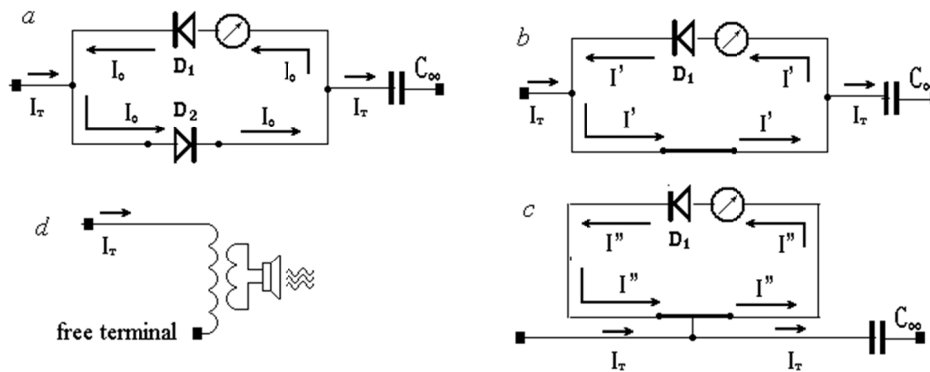 a
I₀
D₁
I₀
I_T
I_T
C∞
I₀
D₂
I₀
b
I'
D₁
I'
I_T
I_T
C∞
I'
I'
c
I"
D₁
I"
I"
I"
I_T
I_T
C∞
d
I_T
free terminal